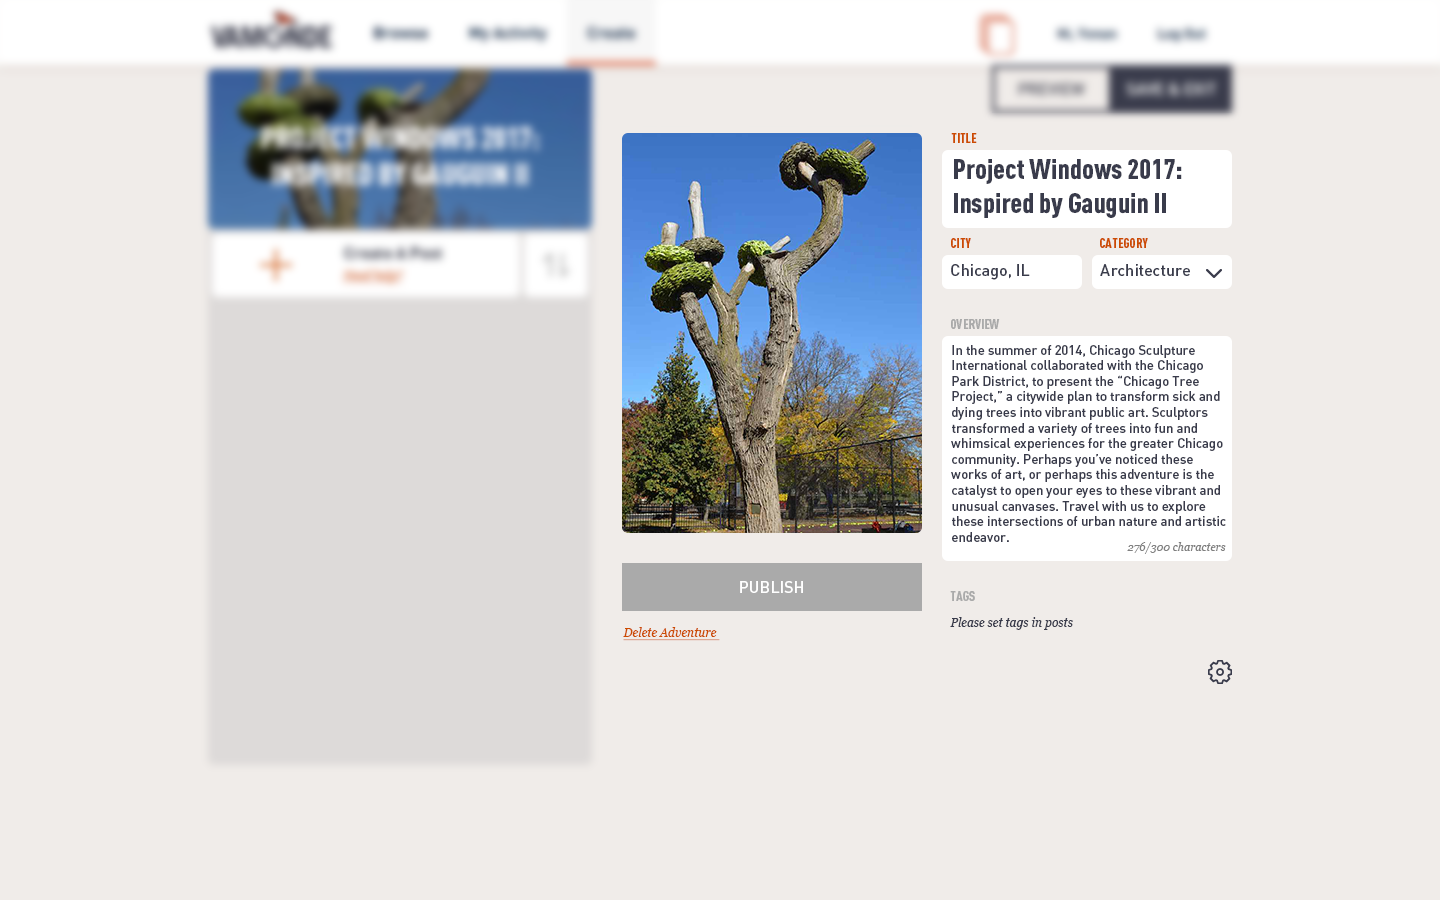 VAMONDE
Browse
My Activity
Create
Log Out
PREVIEW
SAVE & EXIT
PROJECT WINDOWS 2017:
INSPIRED BY GAUGUIN II
Create A Post
Need help?
PUBLISH
Delete Adventure
TITLE
Project Windows 2017:
Inspired by Gauguin II
CITY
CATEGORY
Chicago, IL
Architecture
OVERVIEW
In the summer of 2014, Chicago Sculpture
International collaborated with the Chicago
Park District, to present the “Chicago Tree
Project,” a citywide plan to transform sick and
dying trees into vibrant public art. Sculptors
transformed a variety of trees into fun and
whimsical experiences for the greater Chicago
community. Perhaps you’ve noticed these
works of art, or perhaps this adventure is the
catalyst to open your eyes to these vibrant and
unusual canvases. Travel with us to explore
these intersections of urban nature and artistic
endeavor.
276/300 characters
TAGS
Please set tags in posts